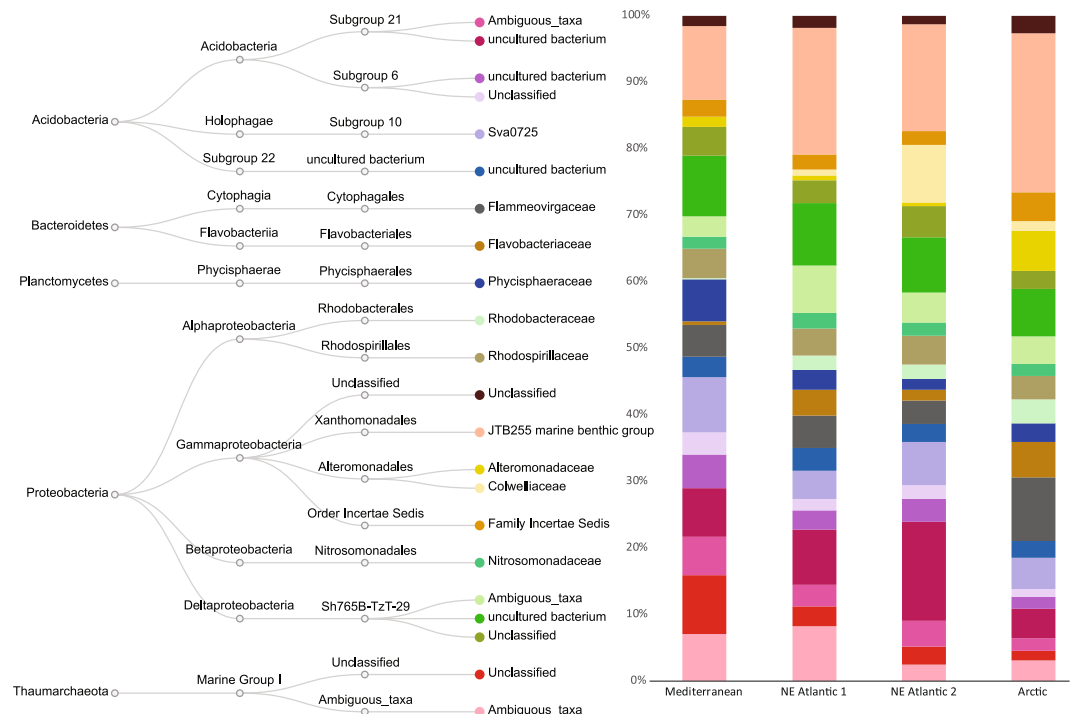 Subgroup 21
Ambiguous_taxa
uncultured bacterium
Acidobacteria
Subgroup 6
uncultured bacterium
Unclassified
Acidobacteria
Holophagae
Subgroup 10
Sva0725
Subgroup 22
uncultured bacterium
uncultured bacterium
Cytophagia
Cytophagales
Flammeovirgaceae
Bacteroidetes
Flavobacteriia
Flavobacteriales
Flavobacteriaceae
Planctomycetes
Phycisphaerae
Phycisphaerales
Phycisphaeraceae
Alphaproteobacteria
Rhodobacterales
Rhodobacteraceae
Rhodospirillales
Rhodospirillaceae
Unclassified
Unclassified
Xanthomonadales
JTB255 marine benthic group
Gammaproteobacteria
Alteromonadales
Alteromonadaceae
Colwelliaceae
Proteobacteria
Order Incertae Sedis
Family Incertae Sedis
Betaproteobacteria
Nitrosomonadales
Nitrosomonadaceae
Deltaproteobacteria
Sh765B-TzT-29
Ambiguous_taxa
uncultured bacterium
Unclassified
Thaumarchaeota
Marine Group I
Unclassified
Unclassified
Ambiguous_taxa
Ambiguous_taxa
100%
90%
80%
70%
60%
50%
40%
30%
20%
10%
0%
Mediterranean
NE Atlantic 1
NE Atlantic 2
Arctic